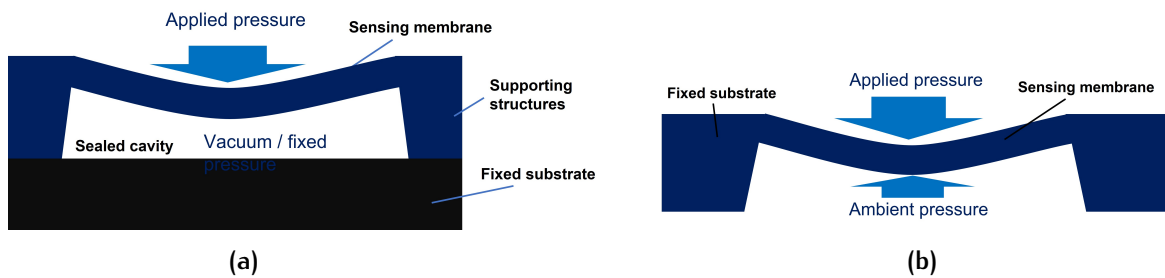 Applied pressure
Sensing membrane
Supporting
structures
Sealed cavity
Vacuum / fixed
pressure
Fixed substrate
(a)
Applied pressure
Fixed substrate
Sensing membrane
Ambient pressure
(b)